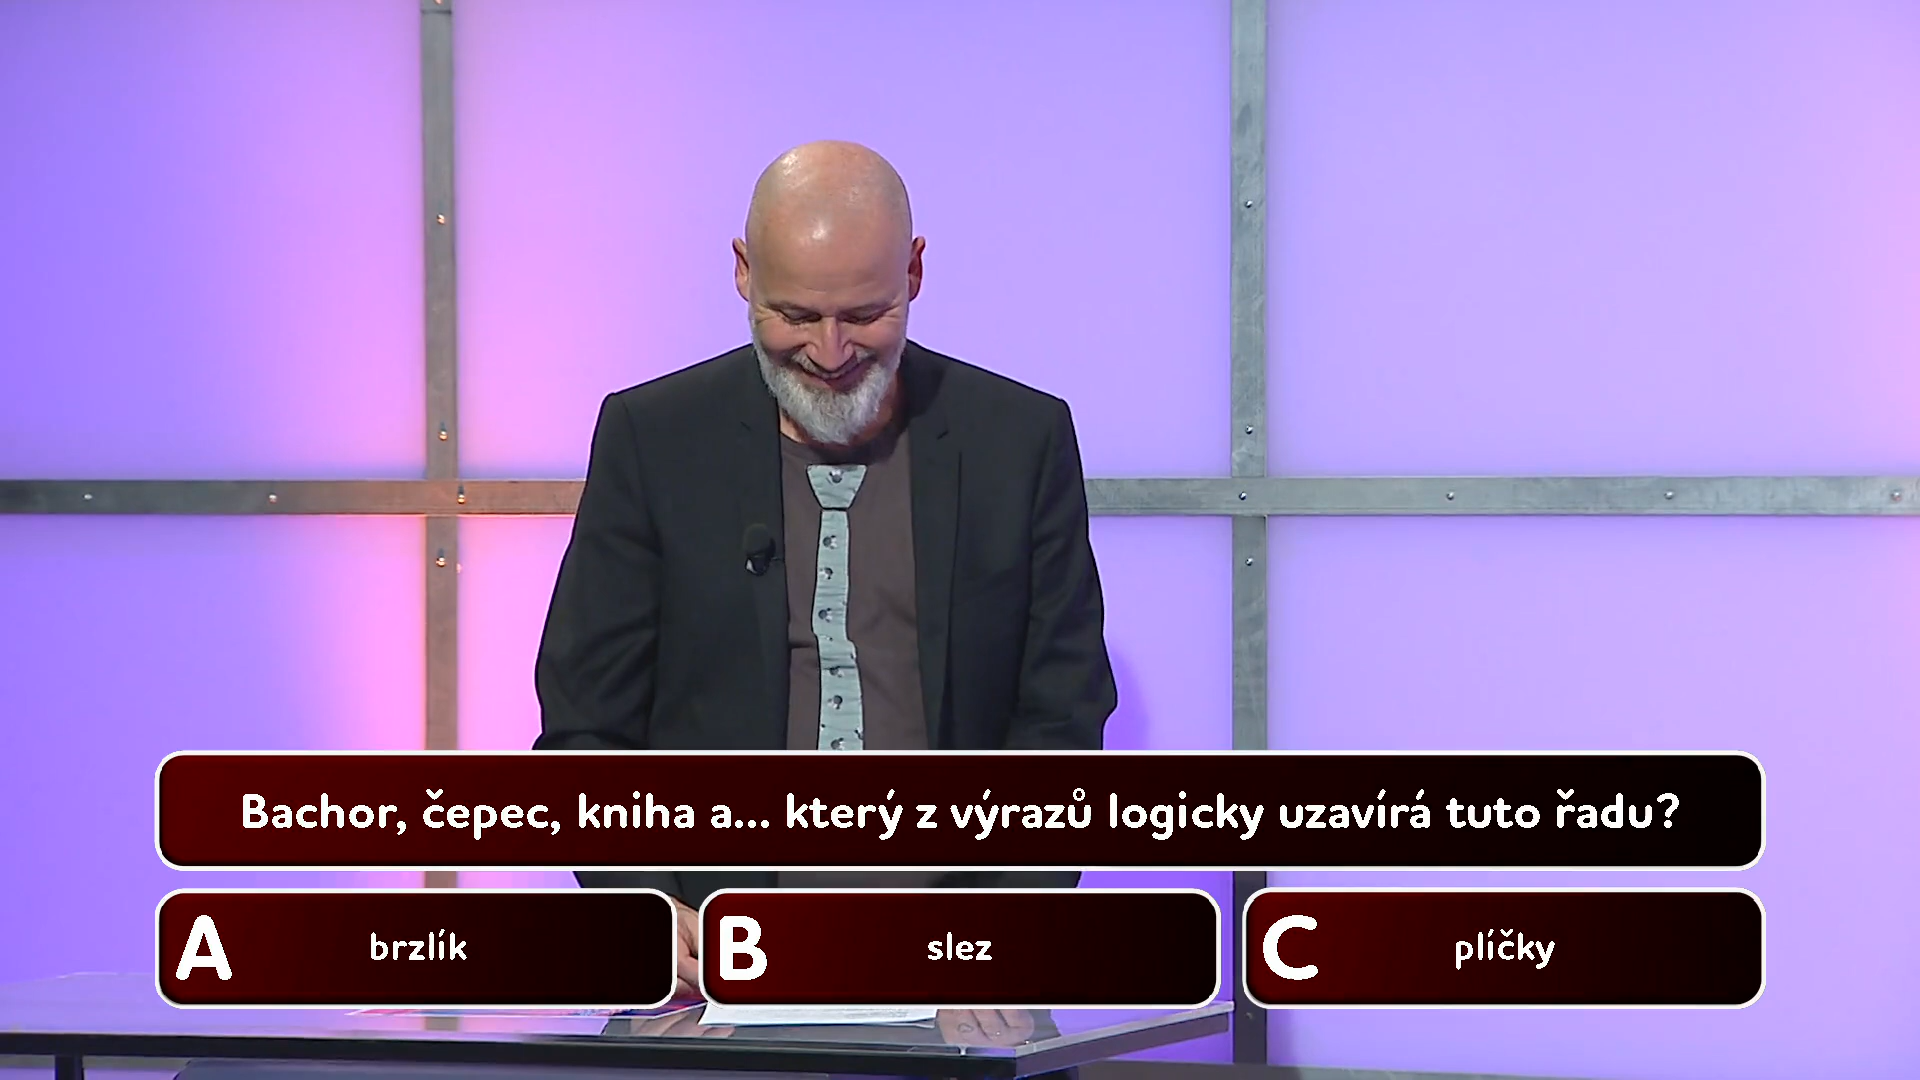 Bachor, čepec, kniha a... který z výrazů logicky uzavírá tuto řadu?
A brzlík
B slez
C plíčky